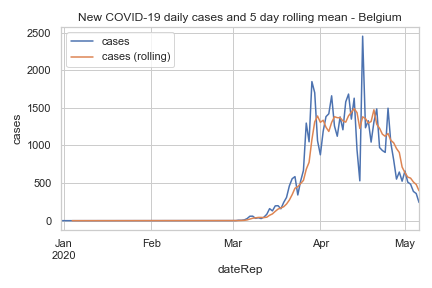 New COVID-19 daily cases and 5 day rolling mean - Belgium
cases
cases (rolling)
2500
2000
1500
1000
500
0
cases
Jan
2020
Feb
Mar
Apr
May
dateRep